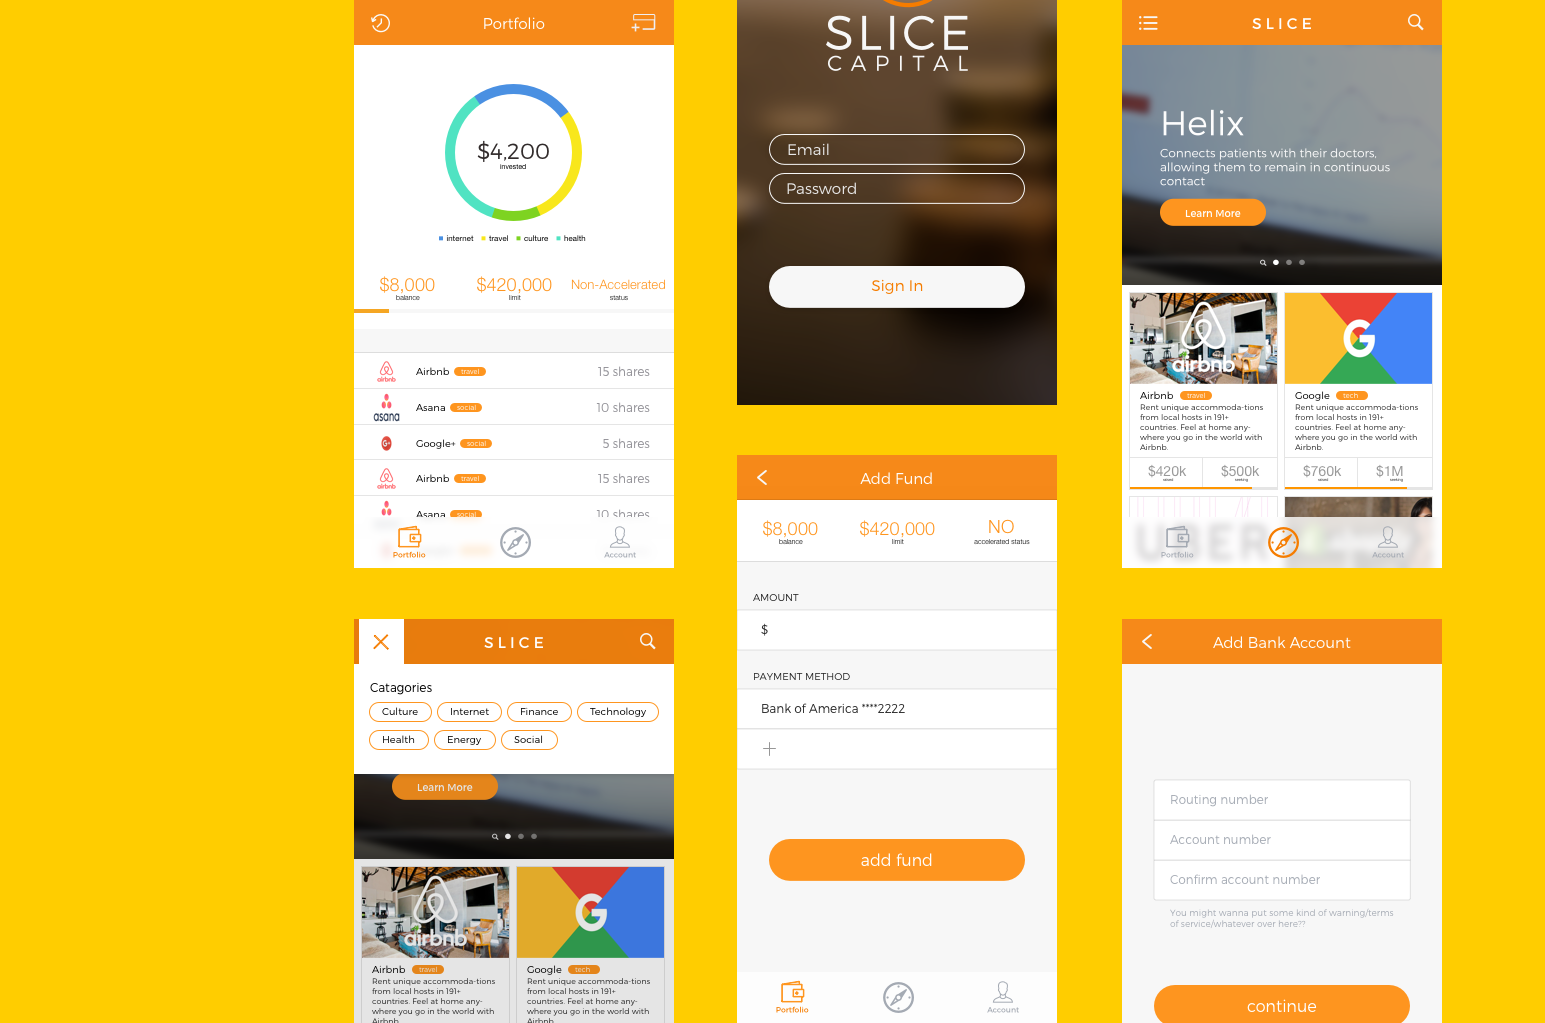 Portfolio
$4,200
invested
internet travel culture health
$8,000 $420,000 Non-Accelerated
balance limit status
airbnb Airbnb travel 15 shares
asana Asana social 10 shares
G+ Google+ social 5 shares
airbnb Airbnb travel 15 shares
Asana social 10 shares
Portfolio Account
SLICE
CAPITAL
Email
Password
Sign In
SLICE
Helix
Connects patients with their doctors,
allowing them to remain in continuous
contact
Learn More
airbnb
G
Airbnb travel
Rent unique accommoda-tions
from local hosts in 191+
countries. Feel at home any-
where you go in the world with
Airbnb.
$420k $500k
raised seeking
Google tech
Rent unique accommoda-tions
from local hosts in 191+
countries. Feel at home any-
where you go in the world with
Airbnb.
$760k $1M
raised seeking
UBER
Portfolio Account
SLICE
Catagories
Culture Internet Finance Technology
Health Energy Social
Learn More
airbnb
G
Airbnb travel
Rent unique accommoda-tions
from local hosts in 191+
countries. Feel at home any-
where you go in the world with
Airbnb.
Google tech
Rent unique accommoda-tions
from local hosts in 191+
countries. Feel at home any-
where you go in the world with
Airbnb.
Add Fund
$8,000 $420,000 NO
balance limit accelerated status
AMOUNT
$
PAYMENT METHOD
Bank of America ****2222
add fund
Portfolio Account
Add Bank Account
Routing number
Account number
Confirm account number
You might wanna put some kind of warning/terms
of service/whatever over here??
continue